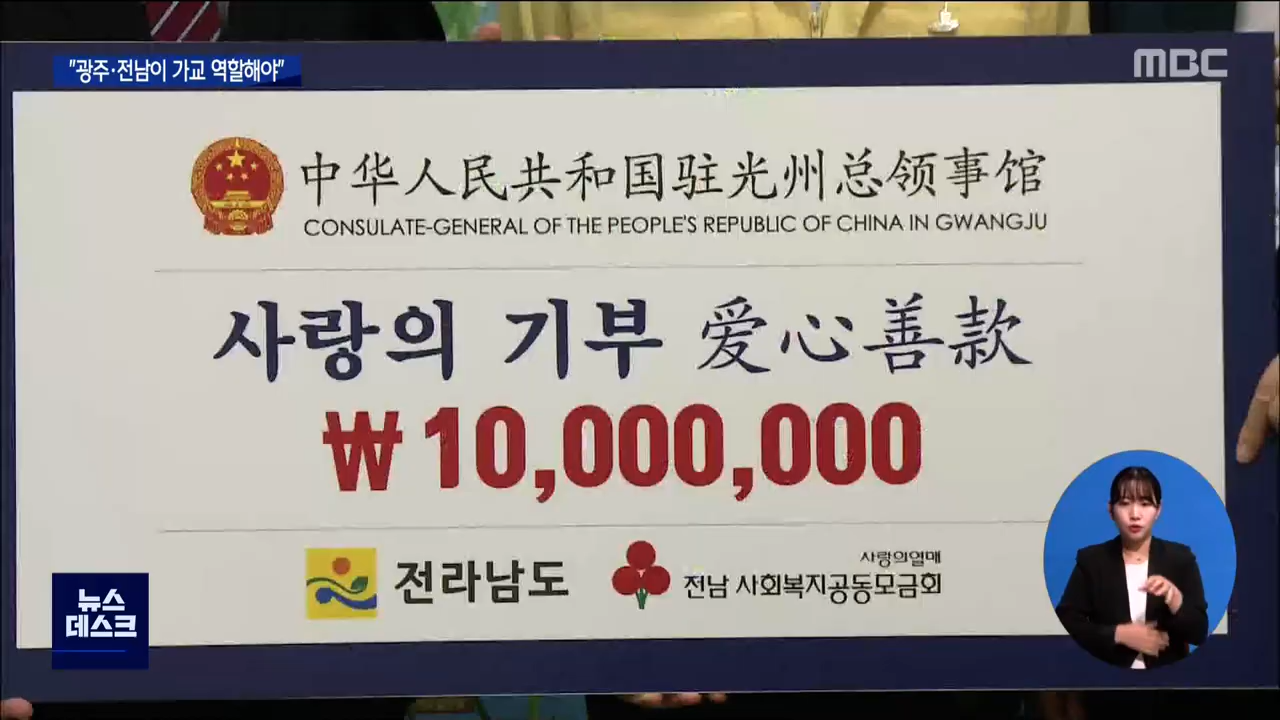 "광주·전남이 가교 역할해야"
MBC
中华人民共和国驻光州总领事馆
CONSULATE-GENERAL OF THE PEOPLE'S REPUBLIC OF CHINA IN GWANGJU
사랑의 기부 爱心善款
₩10,000,000
전라남도
사랑의열매
전남 사회복지공동모금회
뉴스
데스크